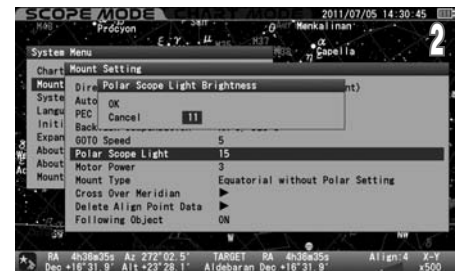 SCOPE MODE
2011/07/05 14:30:45
2
Procyon
Menkalinan
α
Capella
η
ε.γ. μ
System Menu
Chart
Mount Mount Setting
Syste
Langu
Initi
Expan
About
About
Mount
Dire
nt)
Auto
PEC
Polar Scope Light Brightness
OK
Cancel 11
GOTO Speed 5
Polar Scope Light 15
Motor Power 3
Mount Type Equatorial without Polar Setting
Cross Over Meridian ▶
Delete Align Point Data ▶
Following Object ON
W
NW
RA 4h36m35s Az 272°02.5' TARGET RA 4h36m35s Align:4 X-Y
Dec +16°31.9' Alt +23°28.1' Aldebaran Dec +16°31.9' x500